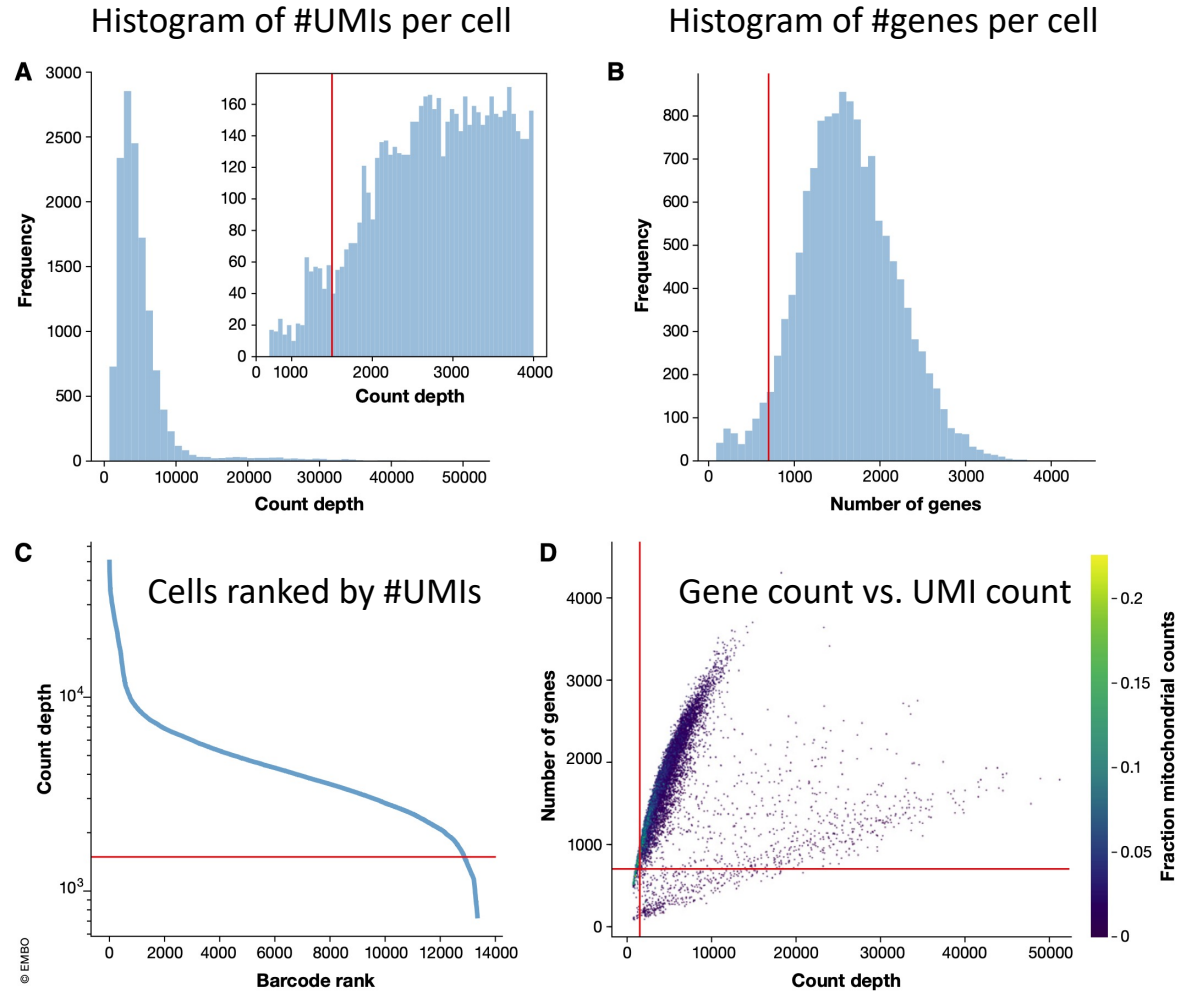 Histogram of #UMIs per cell
Histogram of #genes per cell
A
3000
2500
2000
1500
1000
500
0
Frequency
0 10000 20000 30000 40000 50000
Count depth
160
140
120
100
80
60
40
20
0
0 1000 2000 3000 4000
Count depth
B
800
700
600
500
400
300
200
100
0
Frequency
0 1000 2000 3000 4000
Number of genes
C
Cells ranked by #UMIs
10⁴
10³
Count depth
0 2000 4000 6000 8000 10000 12000 14000
Barcode rank
D
Gene count vs. UMI count
4000
3000
2000
1000
0
Number of genes
0 10000 20000 30000 40000 50000
Count depth
0.2
0.15
0.1
0.05
0
Fraction mitochondrial counts
© EMBO